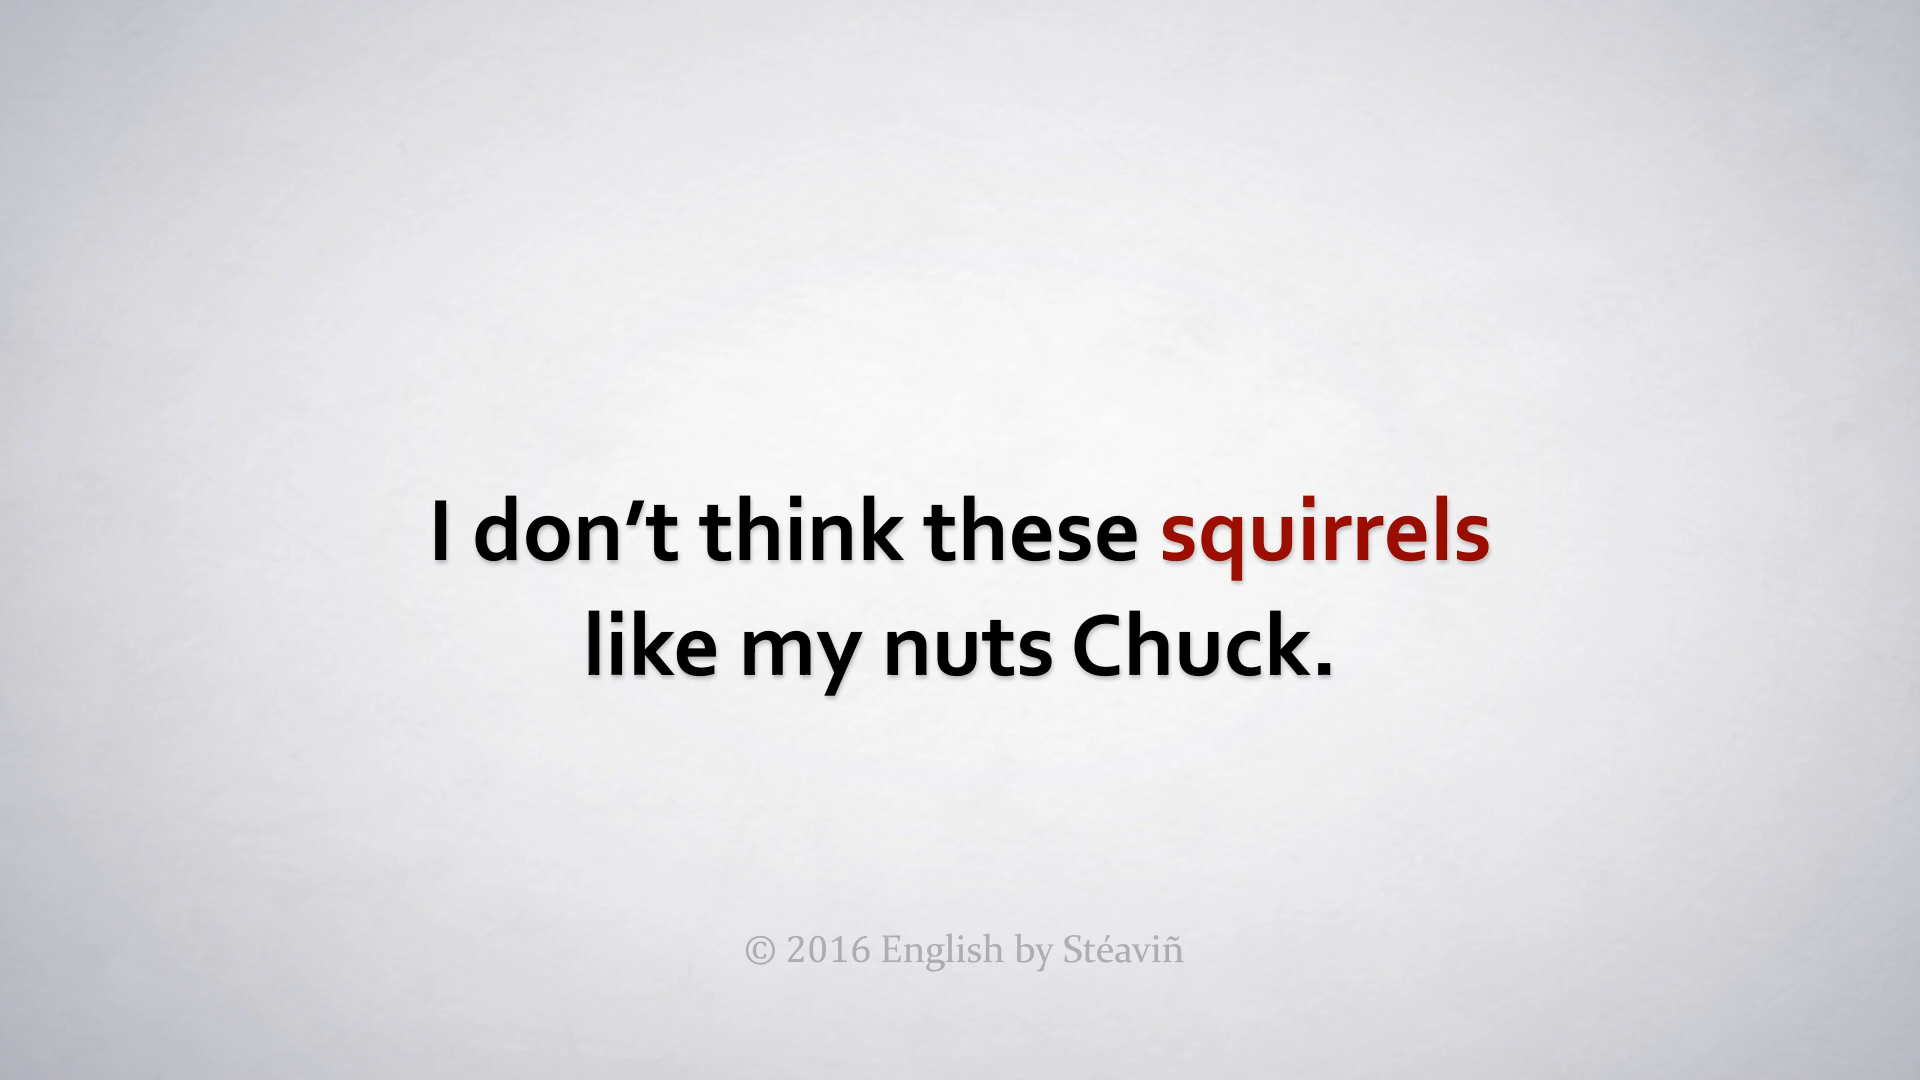 I don’t think these squirrels
like my nuts Chuck.
© 2016 English by Stéaviñ